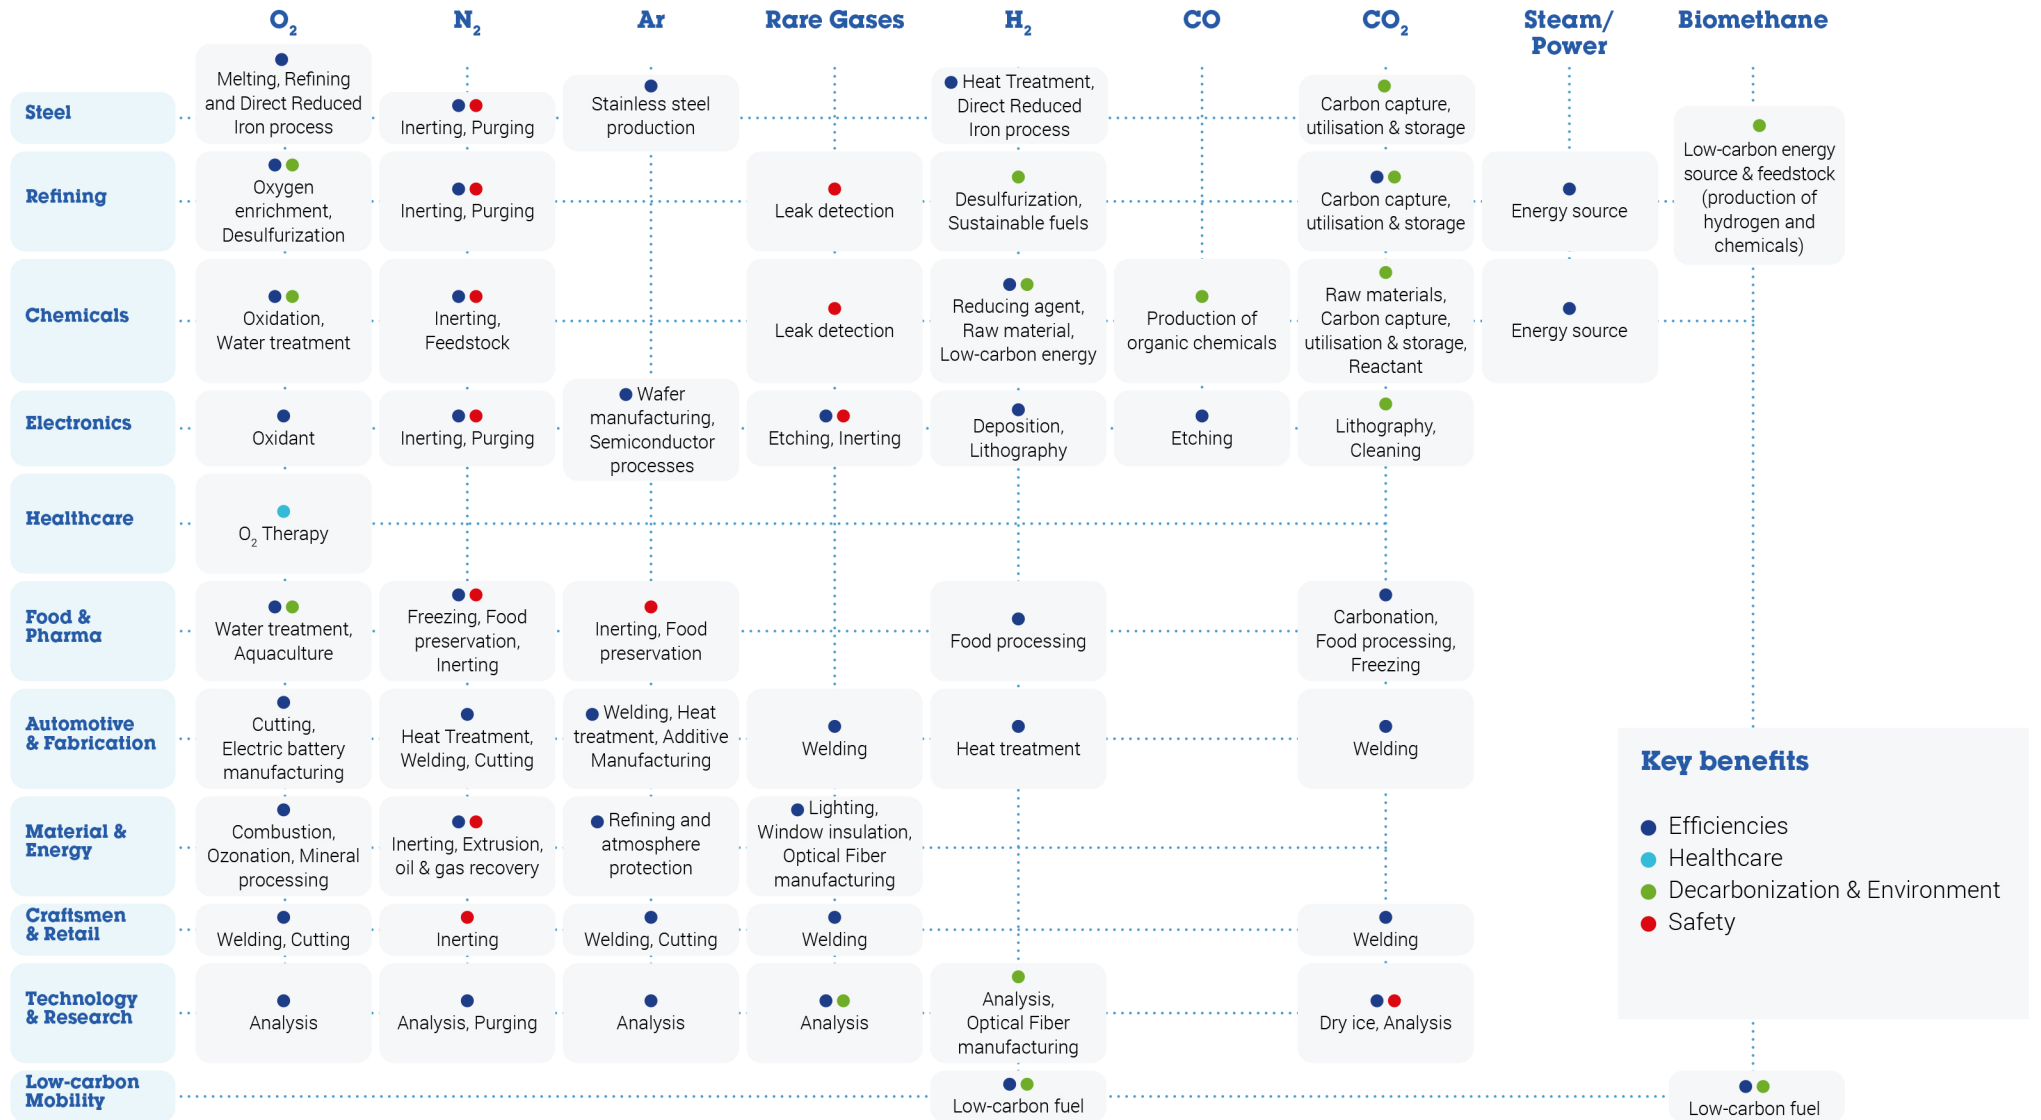 O2
N2
Ar
Rare Gases
H2
CO
CO2
Steam/
Power
Biomethane
Steel
Melting, Refining
and Direct Reduced
Iron process
Inerting, Purging
Stainless steel
production
Heat Treatment,
Direct Reduced
Iron process
Carbon capture,
utilisation & storage
Low-carbon energy
source & feedstock
(production of
hydrogen and
chemicals)
Refining
Oxygen
enrichment,
Desulfurization
Inerting, Purging
Leak detection
Desulfurization,
Sustainable fuels
Carbon capture,
utilisation & storage
Energy source
Chemicals
Oxidation,
Water treatment
Inerting,
Feedstock
Leak detection
Reducing agent,
Raw material,
Low-carbon energy
Production of
organic chemicals
Raw materials,
Carbon capture,
utilisation & storage,
Reactant
Energy source
Electronics
Oxidant
Inerting, Purging
Wafer
manufacturing,
Semiconductor
processes
Etching, Inerting
Deposition,
Lithography
Etching
Lithography,
Cleaning
Healthcare
O2 Therapy
Food &
Pharma
Water treatment,
Aquaculture
Freezing, Food
preservation,
Inerting
Inerting, Food
preservation
Food processing
Carbonation,
Food processing,
Freezing
Automotive
& Fabrication
Cutting,
Electric battery
manufacturing
Heat Treatment,
Welding, Cutting
Welding, Heat
treatment, Additive
Manufacturing
Welding
Heat treatment
Welding
Material &
Energy
Combustion,
Ozonation, Mineral
processing
Inerting, Extrusion,
oil & gas recovery
Refining and
atmosphere
protection
Lighting,
Window insulation,
Optical Fiber
manufacturing
Craftsmen
& Retail
Welding, Cutting
Inerting
Welding, Cutting
Welding
Welding
Technology
& Research
Analysis
Analysis, Purging
Analysis
Analysis
Analysis,
Optical Fiber
manufacturing
Dry ice, Analysis
Low-carbon
Mobility
Low-carbon fuel
Low-carbon fuel
Key benefits
Efficiencies
Healthcare
Decarbonization & Environment
Safety